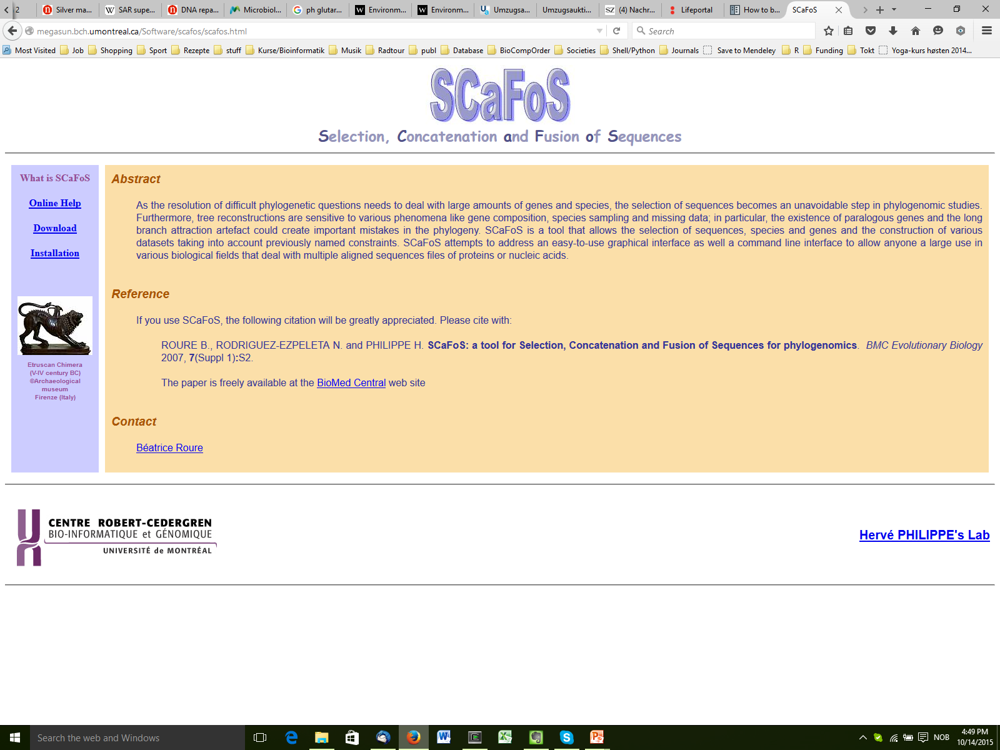 2
Silver ma...
SAR supe...
DNA repa...
Microbiol...
ph glutar...
Environm...
Environm...
Umzugsa...
Umzugsaukti...
(4) Nachr...
Lifeportal
How to b...
SCaFoS
megasun.bch.umontreal.ca/Software/scafos/scafos.html
Search
Most Visited
Job
Shopping
Sport
Rezepte
stuff
Kurse/Bioinformatik
Musik
Radtour
publ
Database
BioCompOrder
Societies
Shell/Python
Journals
Save to Mendeley
R
Funding
Tokt
Yoga-kurs høsten 2014...
SCaFoS
Selection, Concatenation and Fusion of Sequences
What is SCaFoS
Online Help
Download
Installation
Etruscan Chimera
(V-IV century BC)
©Archaeological
museum
Firenze (Italy)
Abstract
As the resolution of difficult phylogenetic questions needs to deal with large amounts of genes and species, the selection of sequences becomes an unavoidable step in phylogenomic studies.
Furthermore, tree reconstructions are sensitive to various phenomena like gene composition, species sampling and missing data; in particular, the existence of paralogous genes and the long
branch attraction artefact could create important mistakes in the phylogeny. SCaFoS is a tool that allows the selection of sequences, species and genes and the construction of various
datasets taking into account previously named constraints. SCaFoS attempts to address an easy-to-use graphical interface as well a command line interface to allow anyone a large use in
various biological fields that deal with multiple aligned sequences files of proteins or nucleic acids.
Reference
If you use SCaFoS, the following citation will be greatly appreciated. Please cite with:
ROURE B., RODRIGUEZ-EZPELETA N. and PHILIPPE H. SCaFoS: a tool for Selection, Concatenation and Fusion of Sequences for phylogenomics. BMC Evolutionary Biology
2007, 7(Suppl 1):S2.
The paper is freely available at the BioMed Central web site
Contact
Béatrice Roure
CENTRE ROBERT-CEDERGREN
BIO-INFORMATIQUE et GÉNOMIQUE
UNIVERSITÉ de MONTRÉAL
Hervé PHILIPPE's Lab
Search the web and Windows
NOB
4:49 PM
10/14/2015